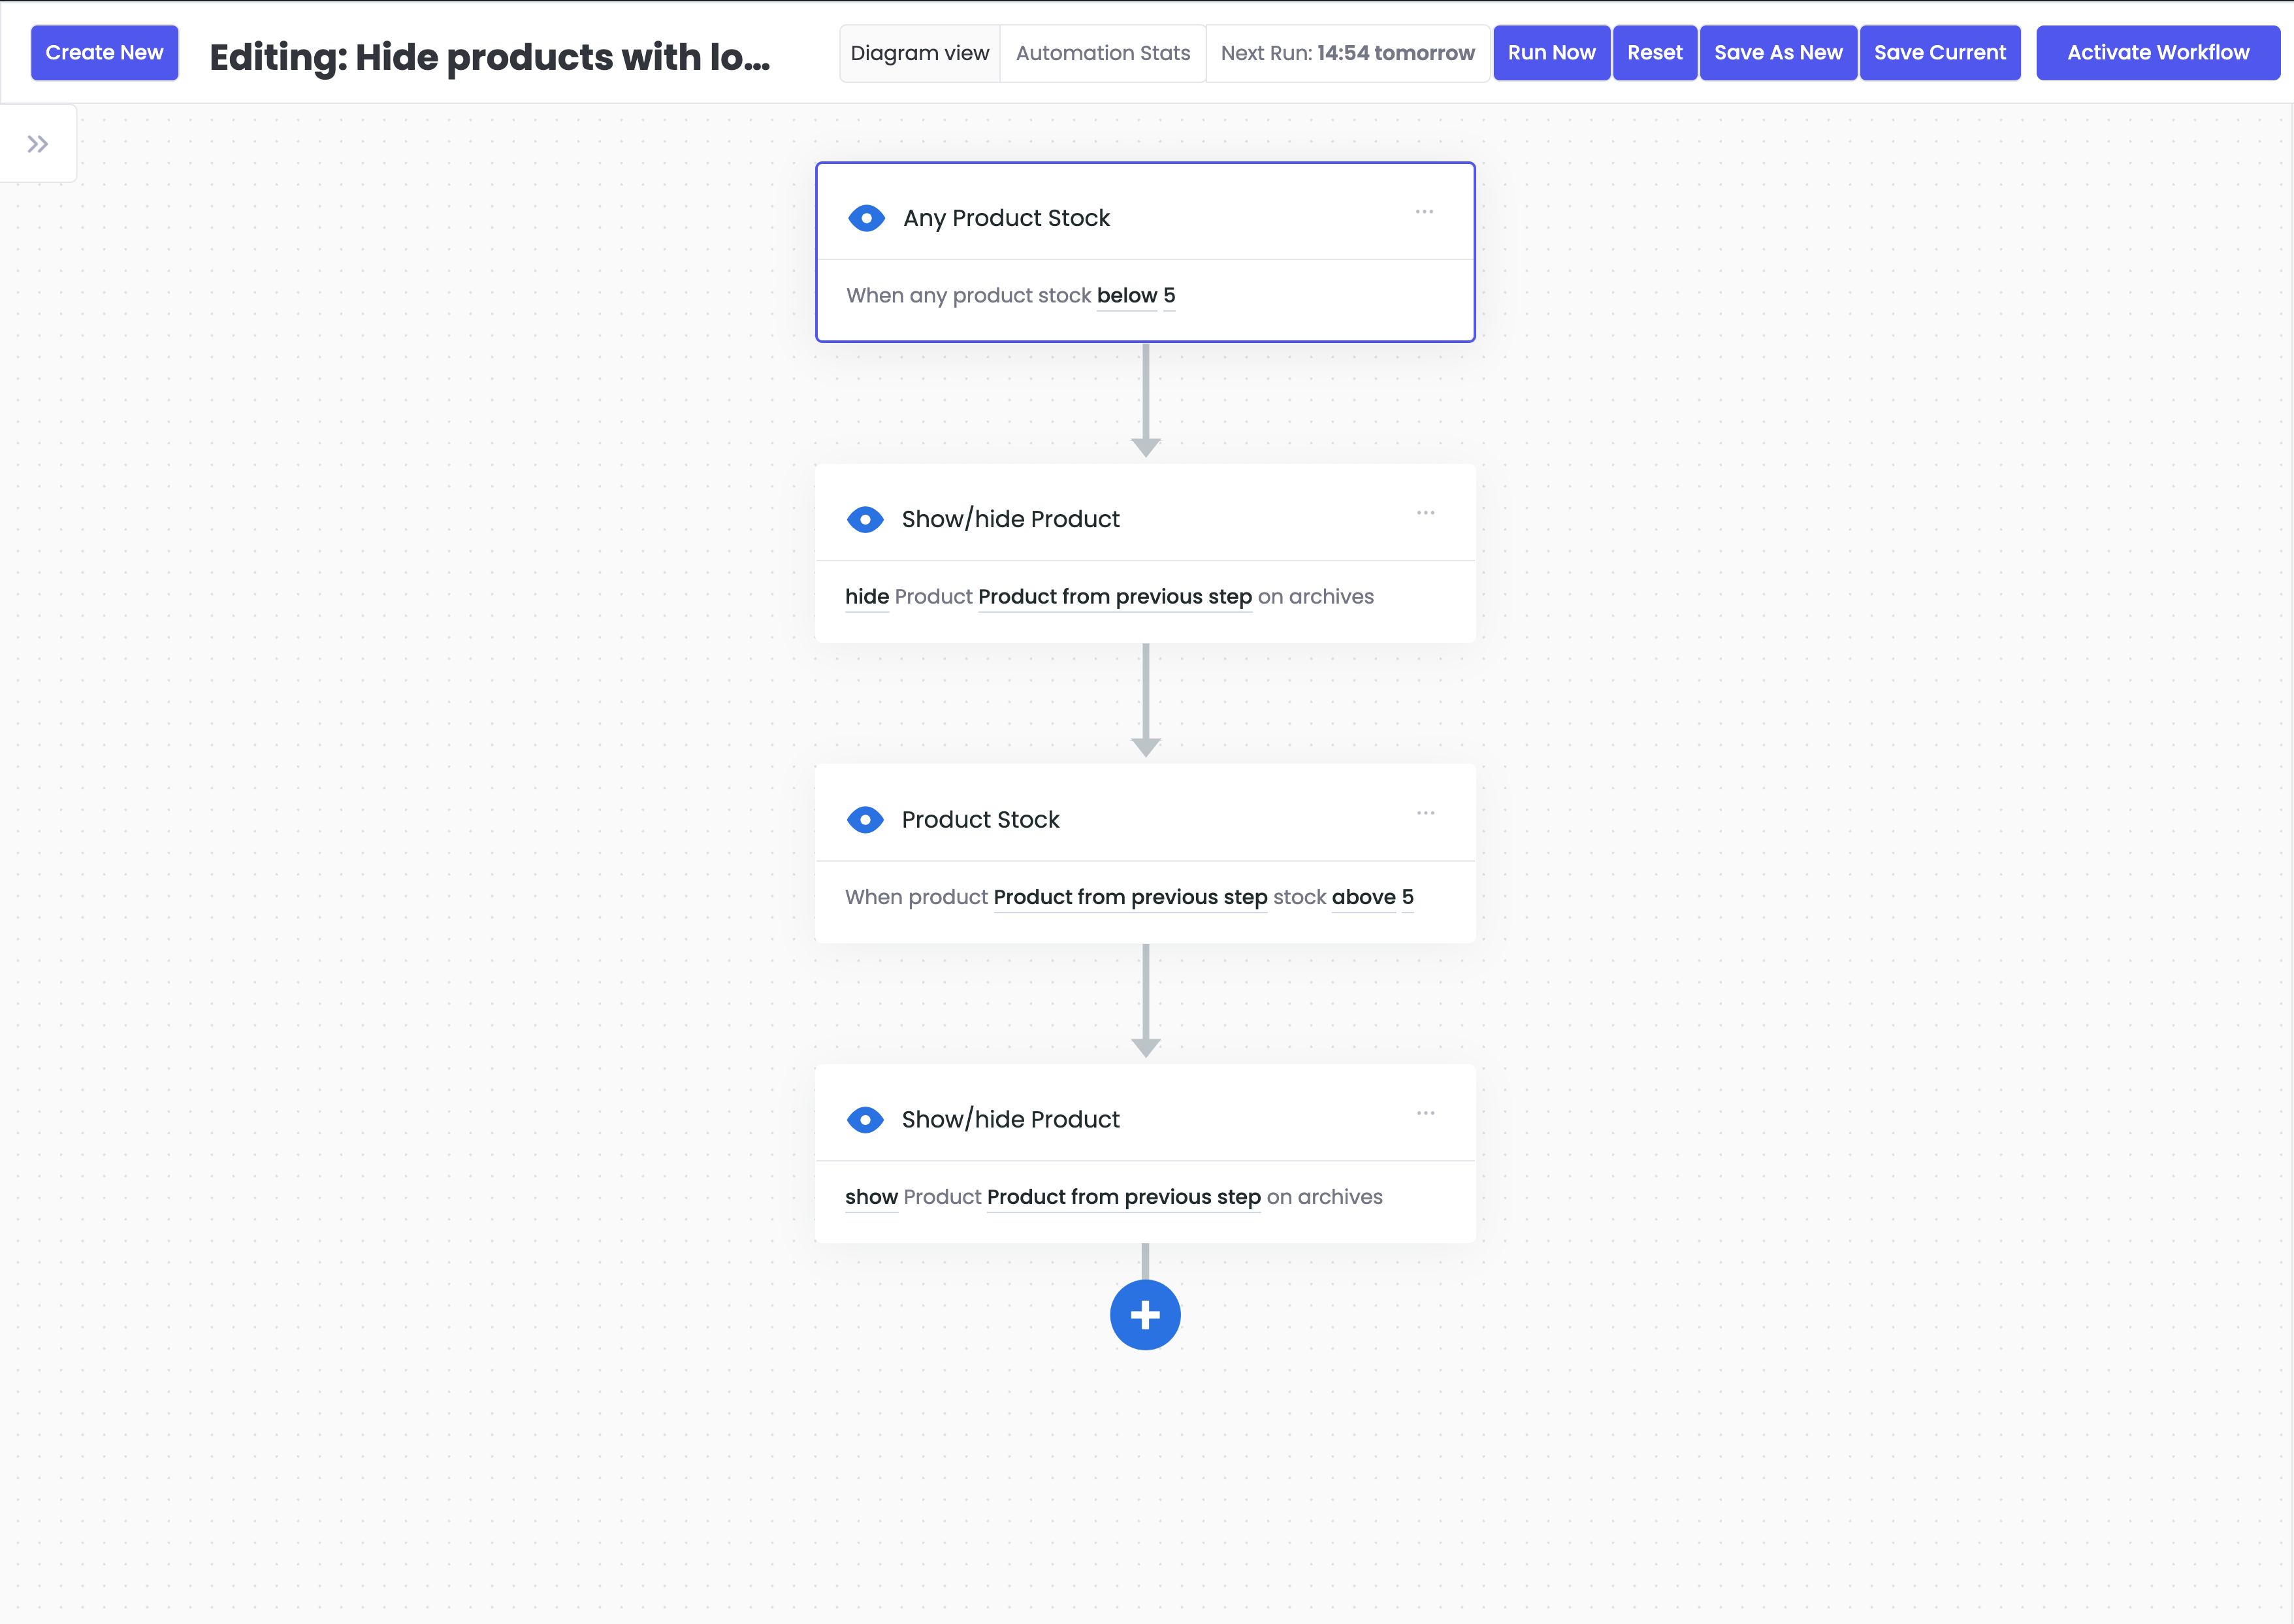 Create New
Editing: Hide products with lo...
Diagram view
Automation Stats
Next Run: 14:54 tomorrow
Run Now
Reset
Save As New
Save Current
Activate Workflow
Any Product Stock
When any product stock below 5
Show/hide Product
hide Product Product from previous step on archives
Product Stock
When product Product from previous step stock above 5
Show/hide Product
show Product Product from previous step on archives